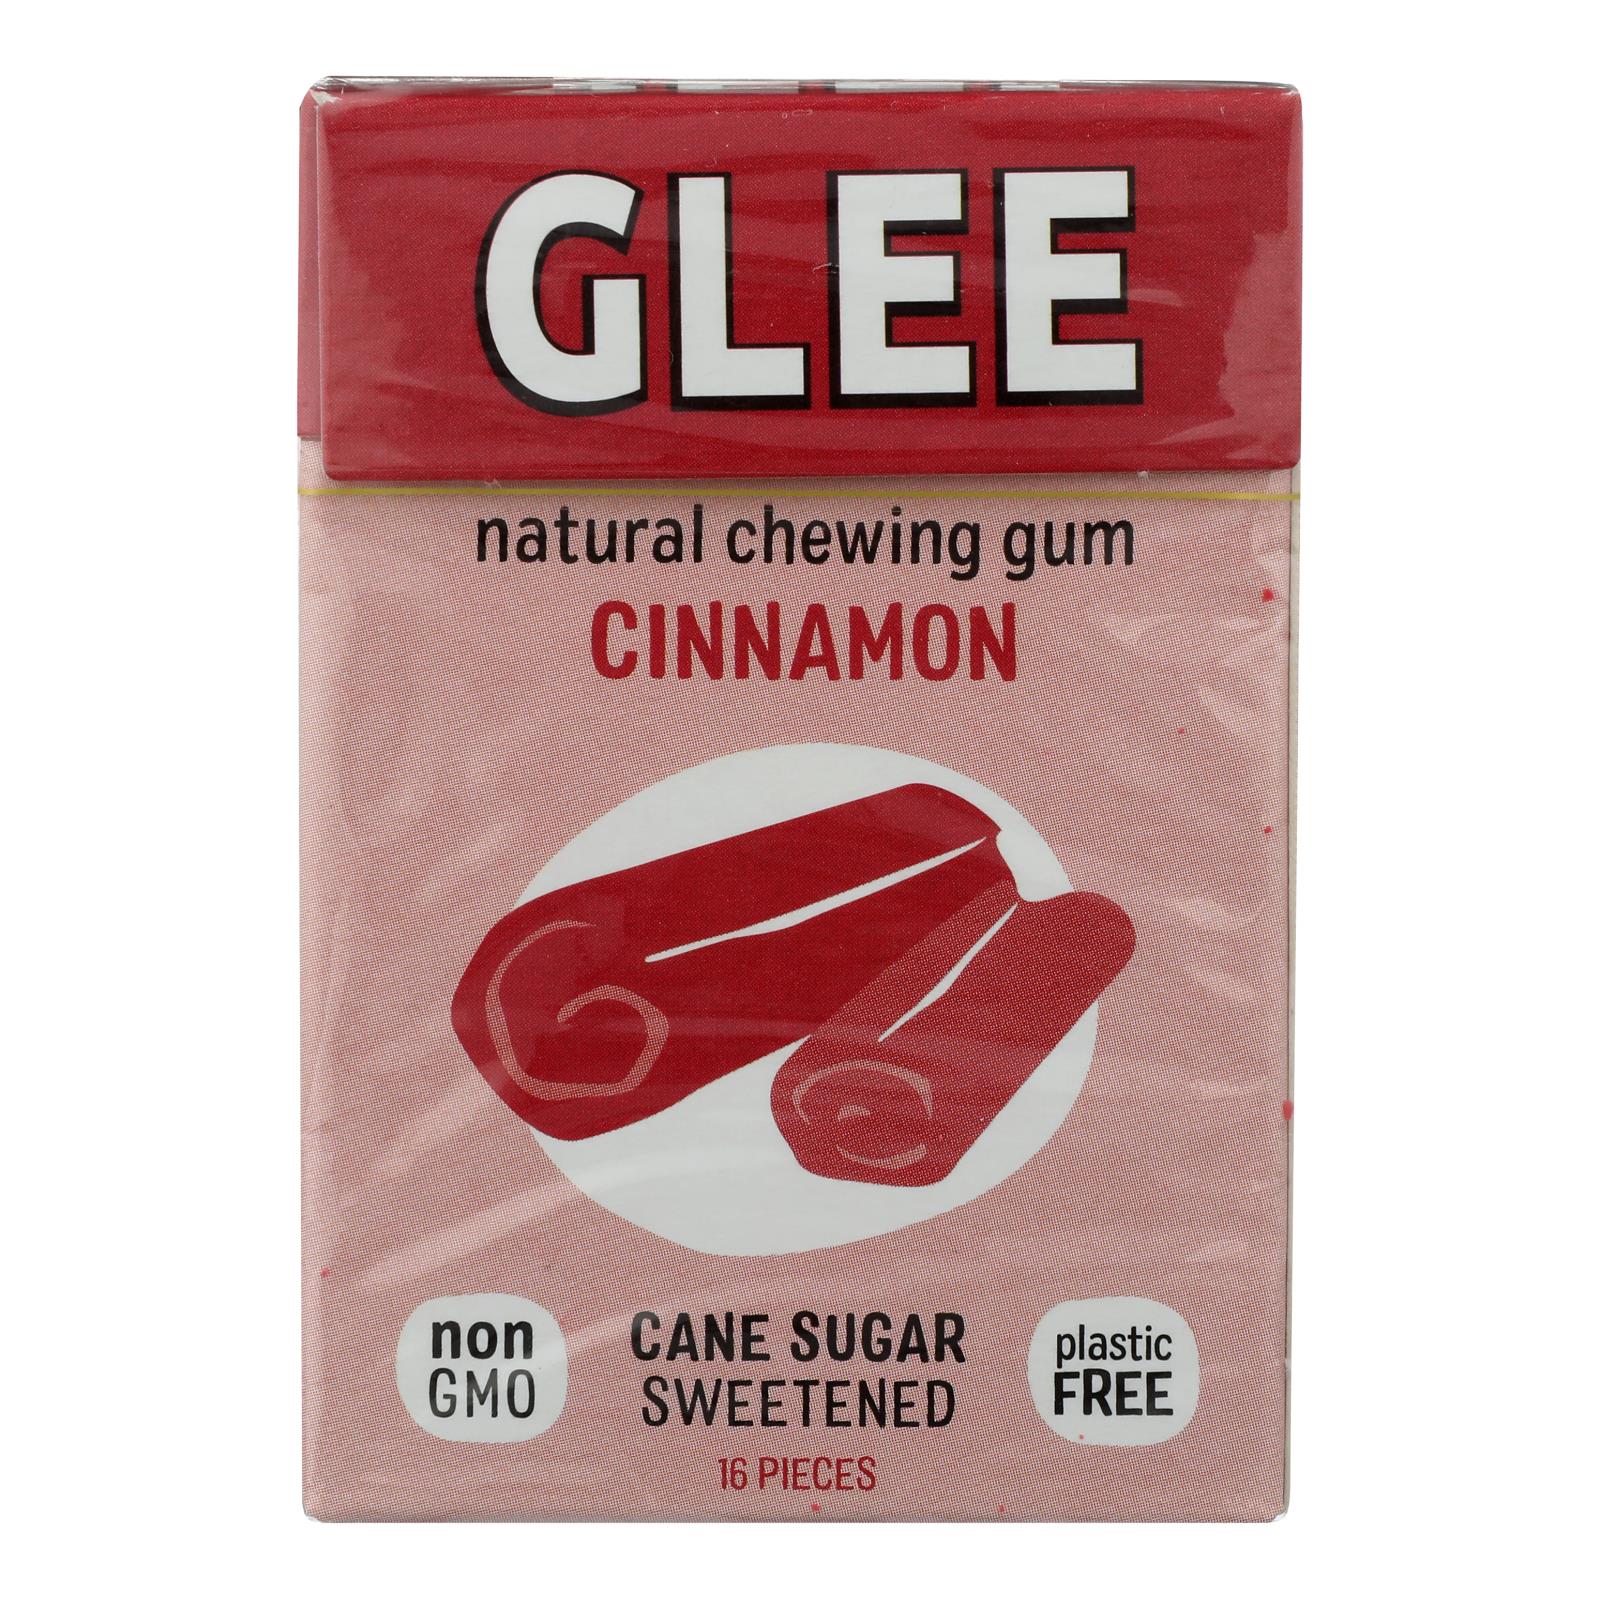 GLEE
natural chewing gum
CINNAMON
non
GMO
CANE SUGAR
SWEETENED
plastic
FREE
16 PIECES